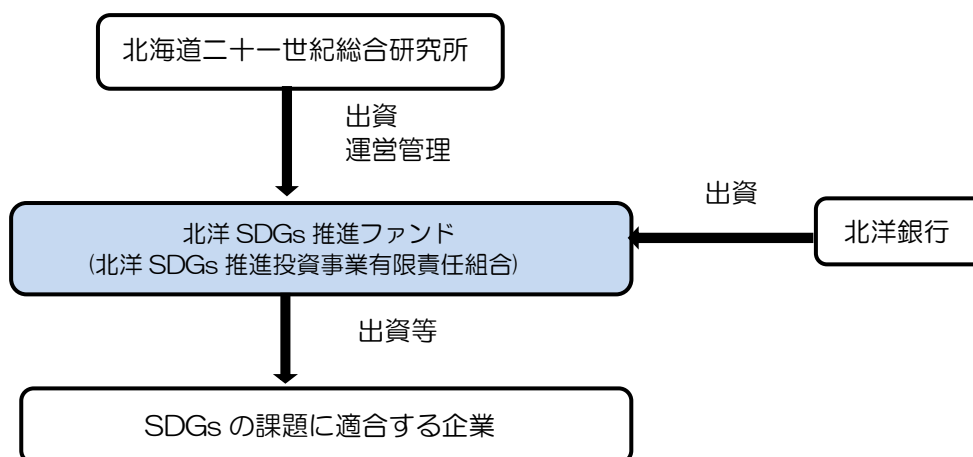 北海道二十一世紀総合研究所
出資
運営管理
出資
北洋 SDGs 推進ファンド
(北洋 SDGs 推進投資事業有限責任組合)
北洋銀行
出資等
SDGs の課題に適合する企業